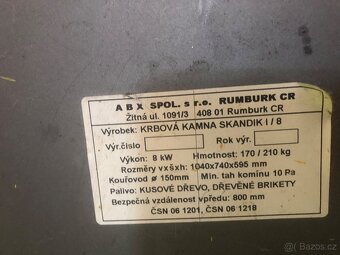 ABX SPOL. s r.o. RUMBURK CR
Žitná ul. 1091/3 408 01 Rumburk CR
Výrobek: KRBOVÁ KAMNA SKANDIK I / 8
Výr.číslo Rok výr.
Výkon: 8 kW Hmotnost: 170 / 210 kg
Rozměry vxšxh: 1040x740x595 mm
Kouřovod ø 150mm Min. tah komínu 10 Pa
Palivo: KUSOVÉ DŘEVO, DŘEVĚNÉ BRIKETY
Bezpečná vzdálenost vpředu: 800 mm
ČSN 06 1201, ČSN 06 1218
Bazos.cz